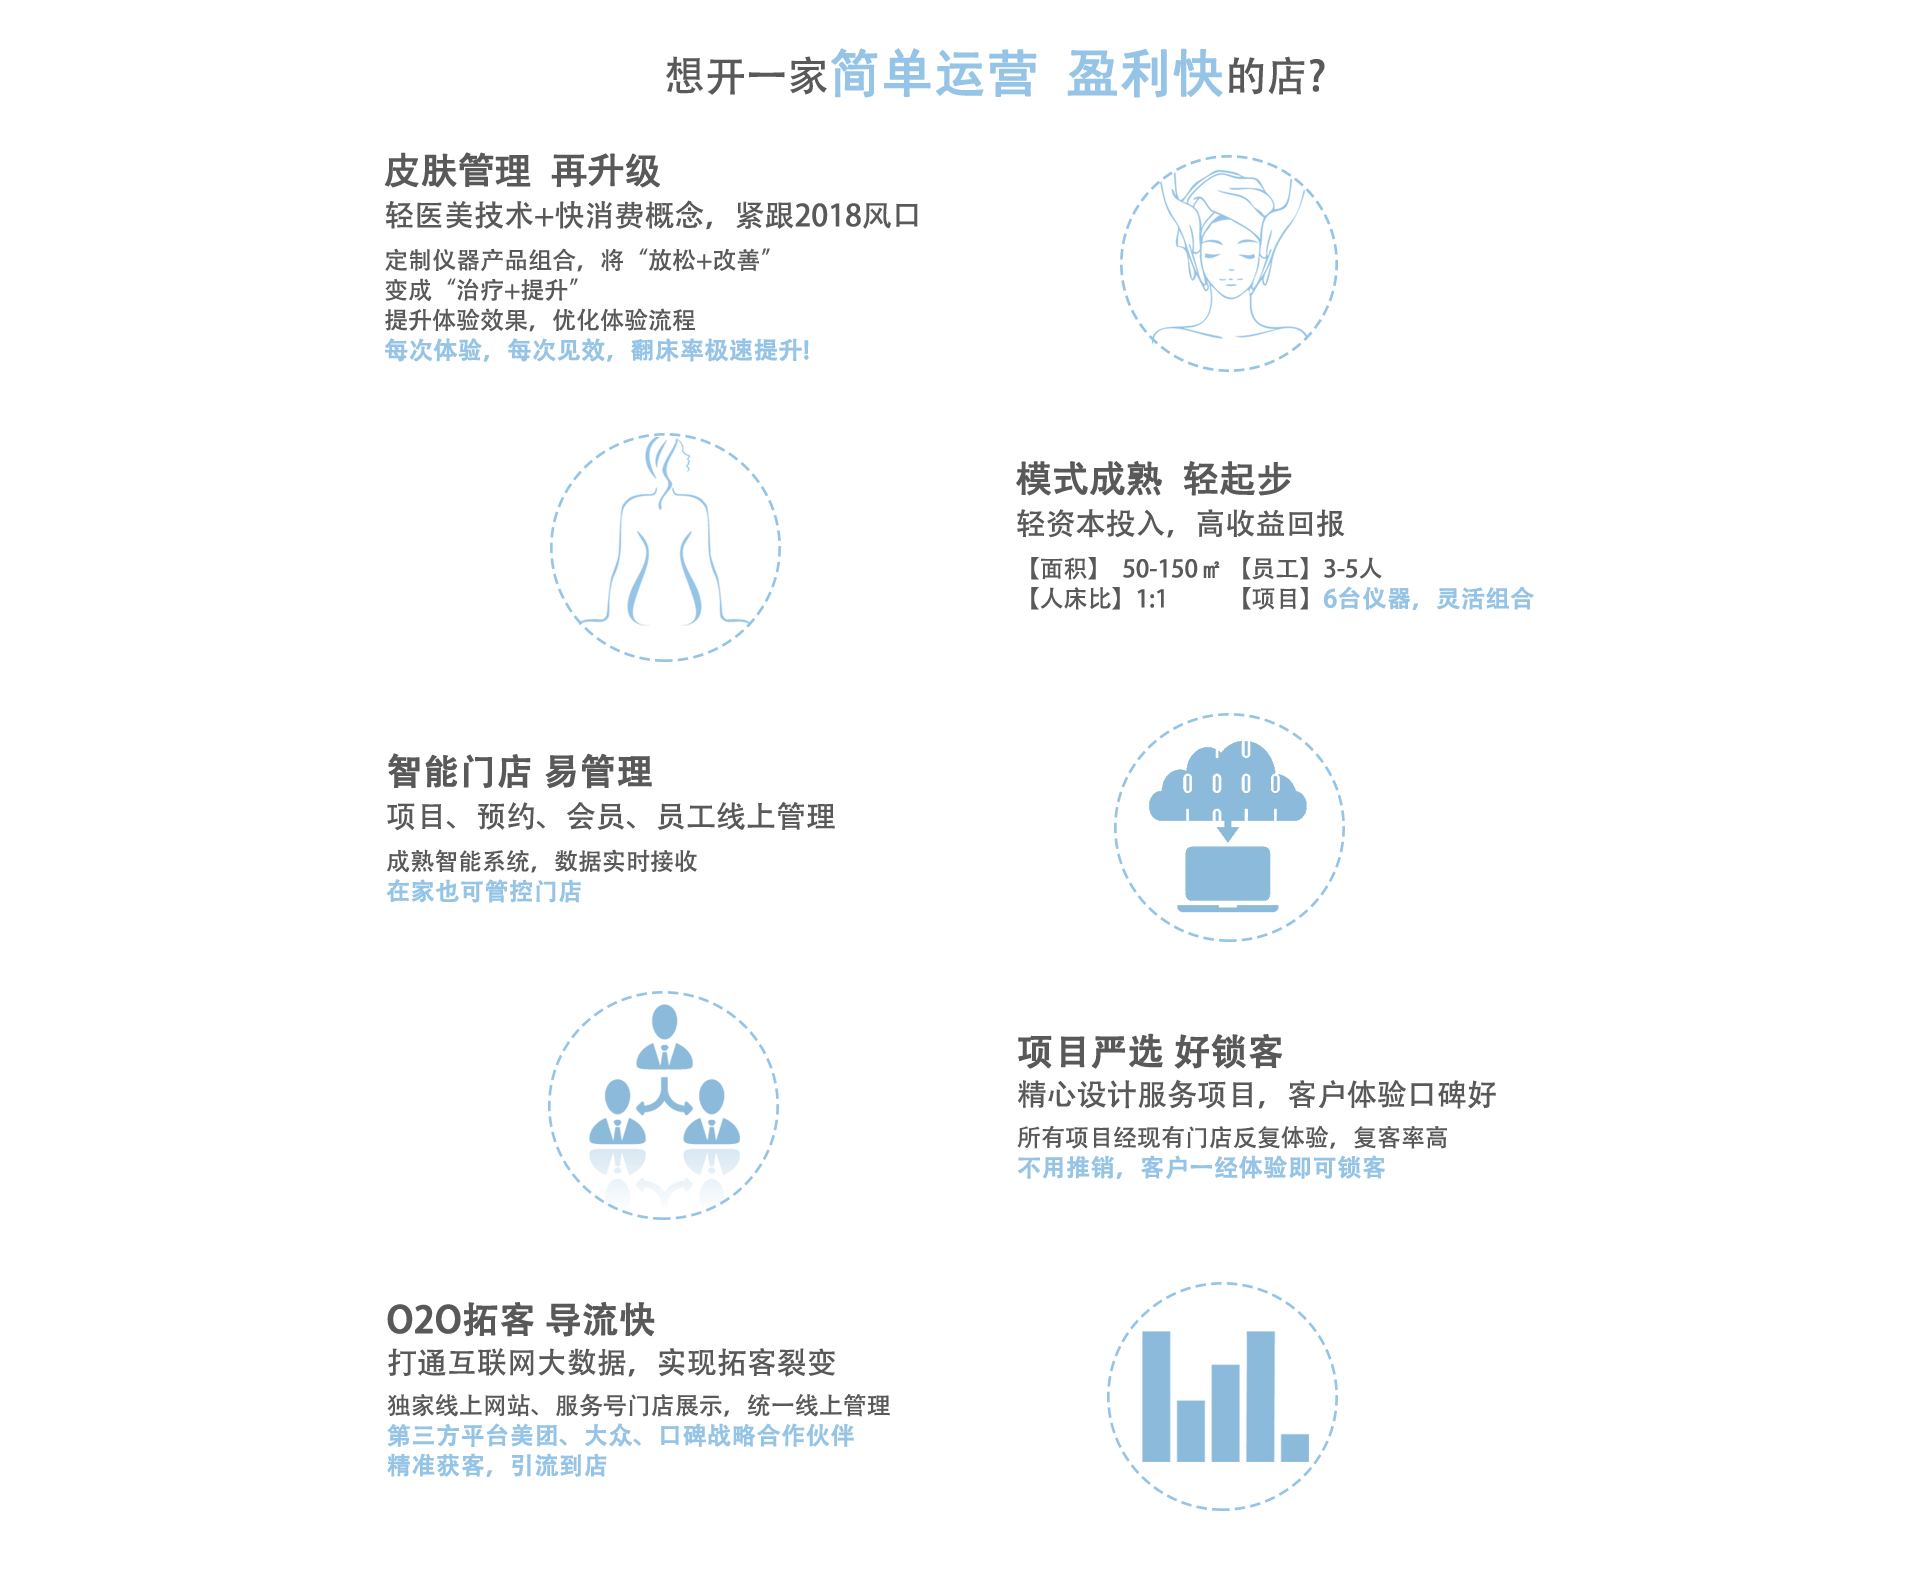 想开一家简单运营 盈利快的店?
皮肤管理 再升级
轻医美技术+快消费概念，紧跟2018风口
定制仪器产品组合，将“放松+改善”
变成“治疗+提升”
提升体验效果，优化体验流程
每次体验，每次见效，翻床率极速提升!
模式成熟 轻起步
轻资本投入，高收益回报
【面积】 50-150㎡ 【员工】3-5人
【人床比】1:1 【项目】6台仪器，灵活组合
智能门店 易管理
项目、预约、会员、员工线上管理
成熟智能系统，数据实时接收
在家也可管控门店
项目严选 好锁客
精心设计服务项目，客户体验口碑好
所有项目经现有门店反复体验，复客率高
不用推销，客户一经体验即可锁客
O2O拓客 导流快
打通互联网大数据，实现拓客裂变
独家线上网站、服务号门店展示，统一线上管理
第三方平台美团、大众、口碑战略合作伙伴
精准获客，引流到店